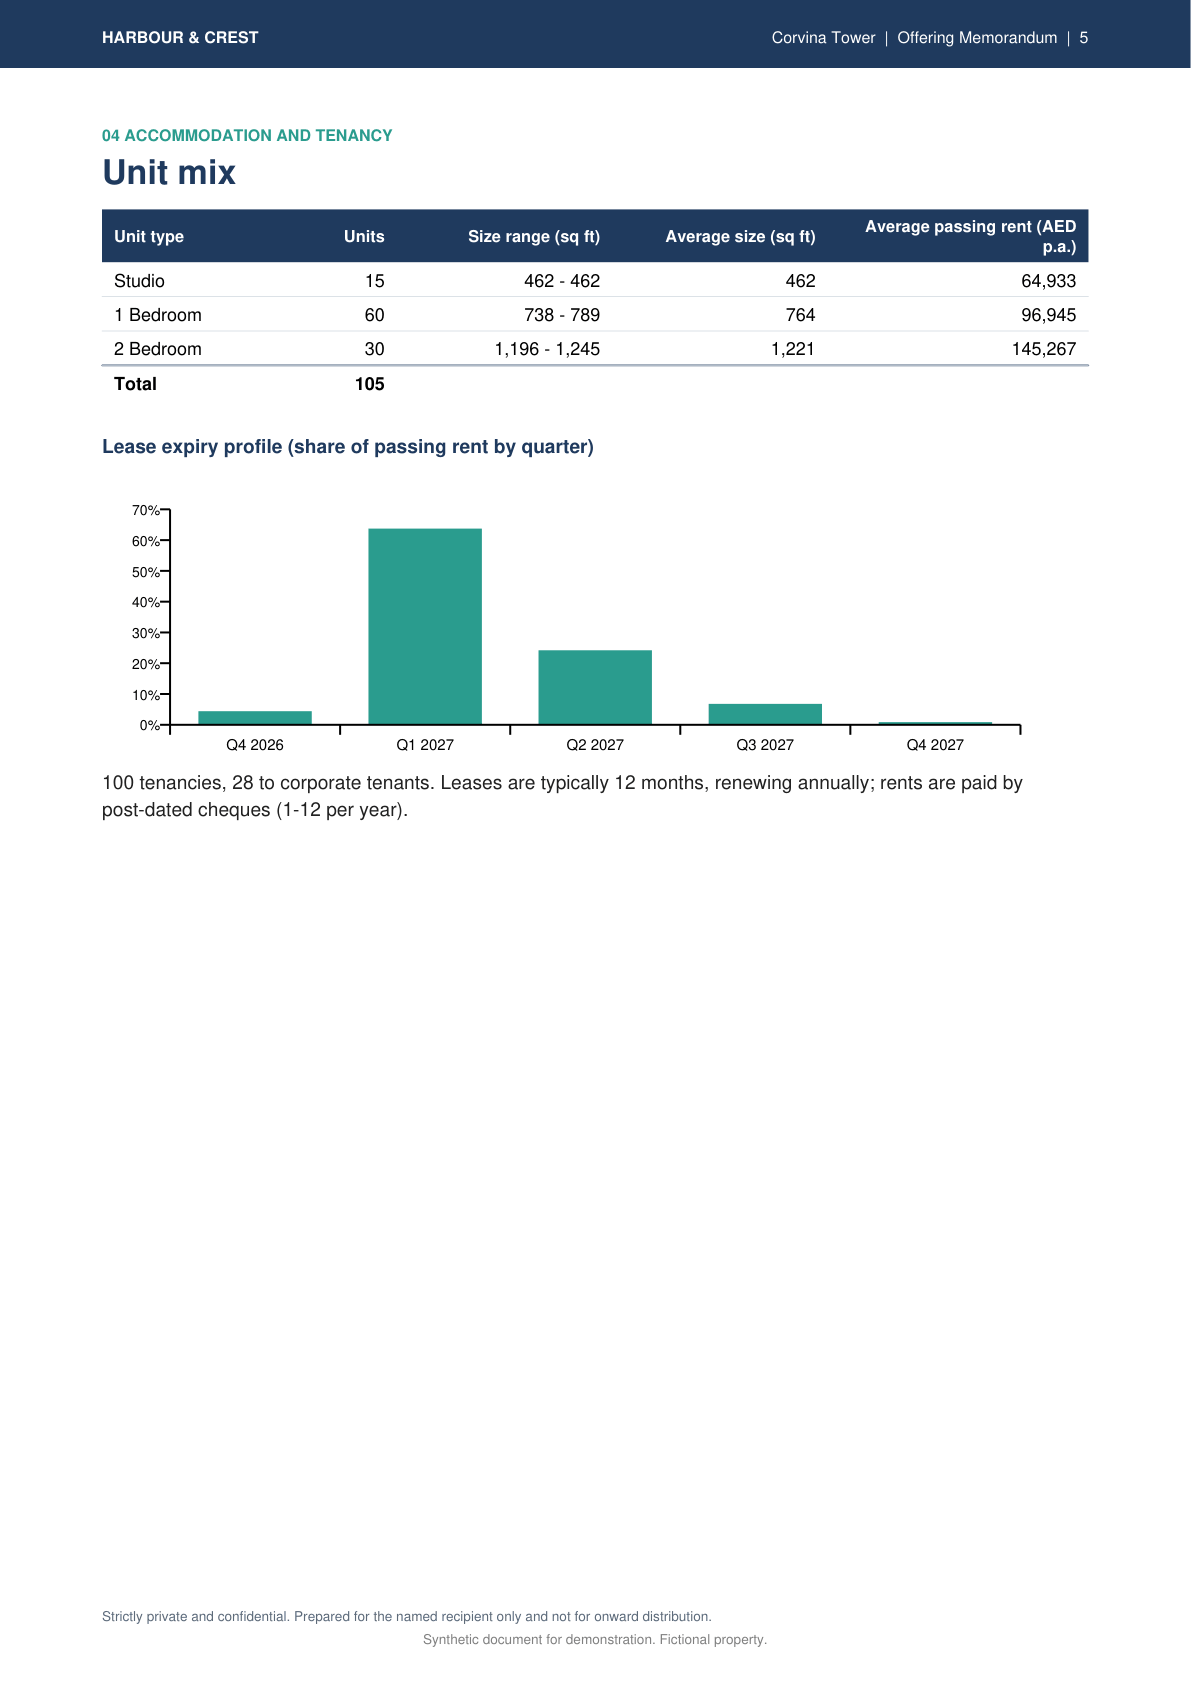 HARBOUR & CREST
Corvina Tower | Offering Memorandum | 5
04 ACCOMMODATION AND TENANCY
Unit mix
Unit type Units Size range (sq ft) Average size (sq ft) Average passing rent (AED p.a.)
Studio 15 462 - 462 462 64,933
1 Bedroom 60 738 - 789 764 96,945
2 Bedroom 30 1,196 - 1,245 1,221 145,267
Total 105
Lease expiry profile (share of passing rent by quarter)
70%
60%
50%
40%
30%
20%
10%
0%
Q4 2026 Q1 2027 Q2 2027 Q3 2027 Q4 2027
100 tenancies, 28 to corporate tenants. Leases are typically 12 months, renewing annually; rents are paid by
post-dated cheques (1-12 per year).
Strictly private and confidential. Prepared for the named recipient only and not for onward distribution.
Synthetic document for demonstration. Fictional property.